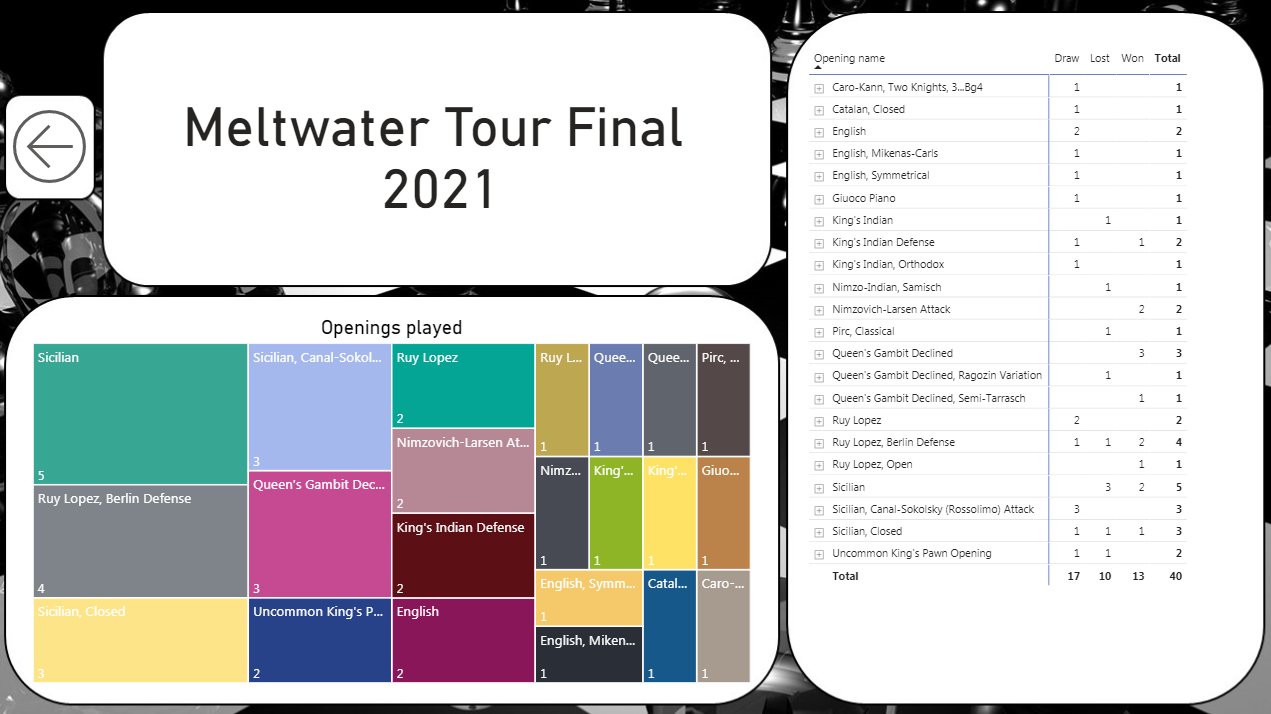 Meltwater Tour Final
2021
Openings played
Sicilian
5
Ruy Lopez, Berlin Defense
4
Sicilian, Closed
3
Sicilian, Canal-Sokol...
3
Queen's Gambit Dec...
3
Uncommon King's P...
2
Ruy Lopez
2
Nimzovich-Larsen At...
2
King's Indian Defense
2
English
2
Ruy L...
1
Quee...
1
Quee...
1
Pirc, ...
1
Nimz...
1
King'...
1
King'...
1
Giuo...
1
English, Symm...
1
English, Miken...
1
Catal...
1
Caro-...
1
Opening name Draw Lost Won Total
Caro-Kann, Two Knights, 3...Bg4 1 1
Catalan, Closed 1 1
English 2 2
English, Mikenas-Carls 1 1
English, Symmetrical 1 1
Giuoco Piano 1 1
King's Indian 1 1
King's Indian Defense 1 1 2
King's Indian, Orthodox 1 1
Nimzo-Indian, Samisch 1 1
Nimzovich-Larsen Attack 2 2
Pirc, Classical 1 1
Queen's Gambit Declined 3 3
Queen's Gambit Declined, Ragozin Variation 1 1
Queen's Gambit Declined, Semi-Tarrasch 1 1
Ruy Lopez 2 2
Ruy Lopez, Berlin Defense 1 1 2 4
Ruy Lopez, Open 1 1
Sicilian 3 2 5
Sicilian, Canal-Sokolsky (Rossolimo) Attack 3 3
Sicilian, Closed 1 1 1 3
Uncommon King's Pawn Opening 1 1 2
Total 17 10 13 40